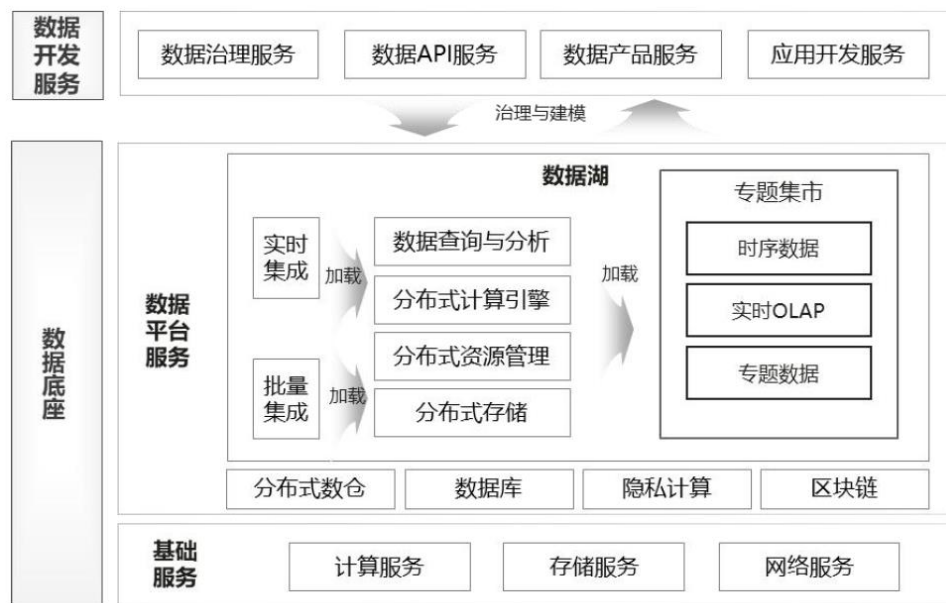 数据
开发
服务
数据治理服务
数据API服务
数据产品服务
应用开发服务
治理与建模
数据底座
数据
平台
服务
数据湖
实时
集成
加载
批量
集成
加载
数据查询与分析
分布式计算引擎
分布式资源管理
分布式存储
加载
专题集市
时序数据
实时OLAP
专题数据
分布式数仓
数据库
隐私计算
区块链
基础
服务
计算服务
存储服务
网络服务